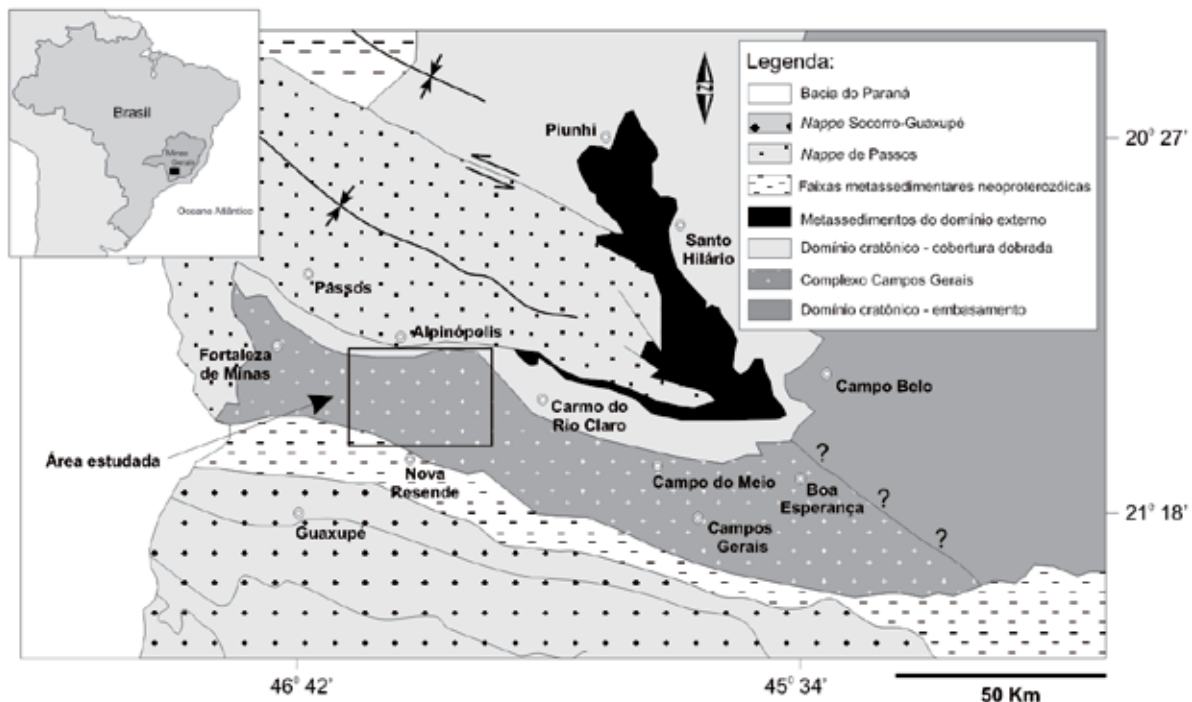 Brasil
Minas
Gerais
Oceano Atlântico
N
Legenda:
Bacia do Paraná
Nappe Socorro-Guaxupé
Nappe de Passos
Faixas metassedimentares neoproterozóicas
Metassedimentos do domínio externo
Domínio cratônico - cobertura dobrada
Complexo Campos Gerais
Domínio cratônico - embasamento
20° 27'
Piunhi
Santo
Hilário
Passos
Alpinópolis
Fortaleza
de Minas
Carmo do
Rio Claro
Campo Belo
Área estudada
Nova
Resende
Campo do Meio
Boa
Esperança
?
?
?
Guaxupé
Campos
Gerais
21° 18'
46° 42'
45° 34'
50 Km